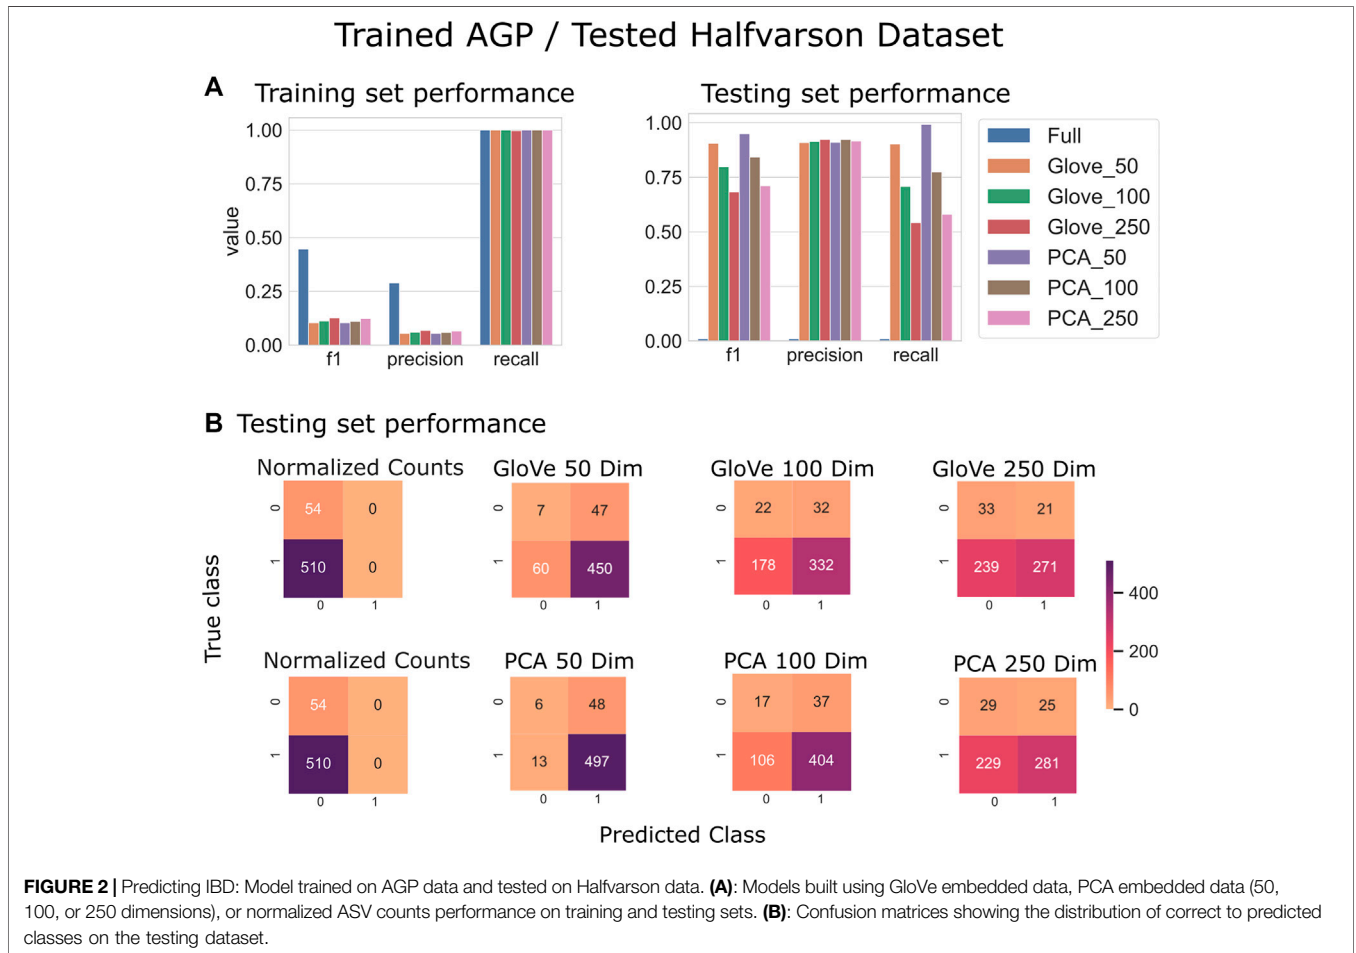 Trained AGP / Tested Halfvarson Dataset
A
Training set performance
1.00
0.75
0.50
0.25
0.00
value
f1 precision recall
Testing set performance
1.00
0.75
0.50
0.25
0.00
f1 precision recall
Full
Glove_50
Glove_100
Glove_250
PCA_50
PCA_100
PCA_250
B Testing set performance
True class
Normalized Counts
0 54 0
1 510 0
0 1
GloVe 50 Dim
0 7 47
1 60 450
0 1
GloVe 100 Dim
0 22 32
1 178 332
0 1
GloVe 250 Dim
0 33 21
1 239 271
0 1
Normalized Counts
0 54 0
1 510 0
0 1
PCA 50 Dim
0 6 48
1 13 497
0 1
PCA 100 Dim
0 17 37
1 106 404
0 1
PCA 250 Dim
0 29 25
1 229 281
0 1
400
200
0
Predicted Class
FIGURE 2 | Predicting IBD: Model trained on AGP data and tested on Halfvarson data. (A): Models built using GloVe embedded data, PCA embedded data (50,
100, or 250 dimensions), or normalized ASV counts performance on training and testing sets. (B): Confusion matrices showing the distribution of correct to predicted
classes on the testing dataset.